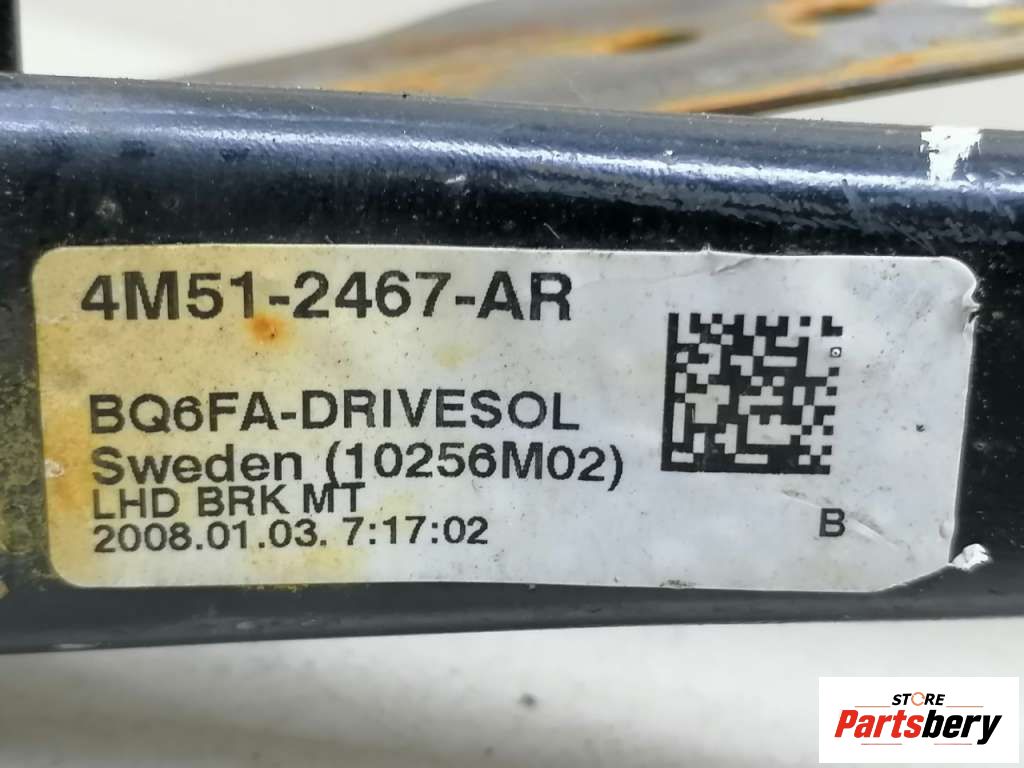 4M51-2467-AR
BQ6FA-DRIVESOL
Sweden (10256M02)
LHD BRK MT
2008.01.03. 7:17:02
B
STORE
Partsbery